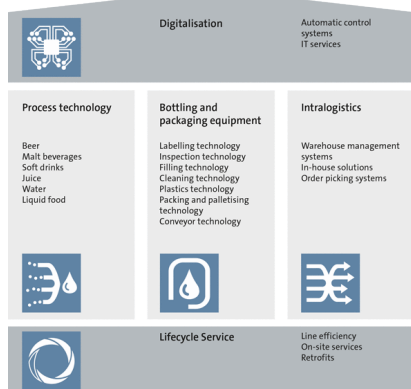 Digitalisation
Automatic control
systems
IT services
Process technology
Beer
Malt beverages
Soft drinks
Juice
Water
Liquid food
Bottling and
packaging equipment
Labelling technology
Inspection technology
Filling technology
Cleaning technology
Plastics technology
Packing and palletising
technology
Conveyor technology
Intralogistics
Warehouse management
systems
In-house solutions
Order picking systems
Lifecycle Service
Line efficiency
On-site services
Retrofits